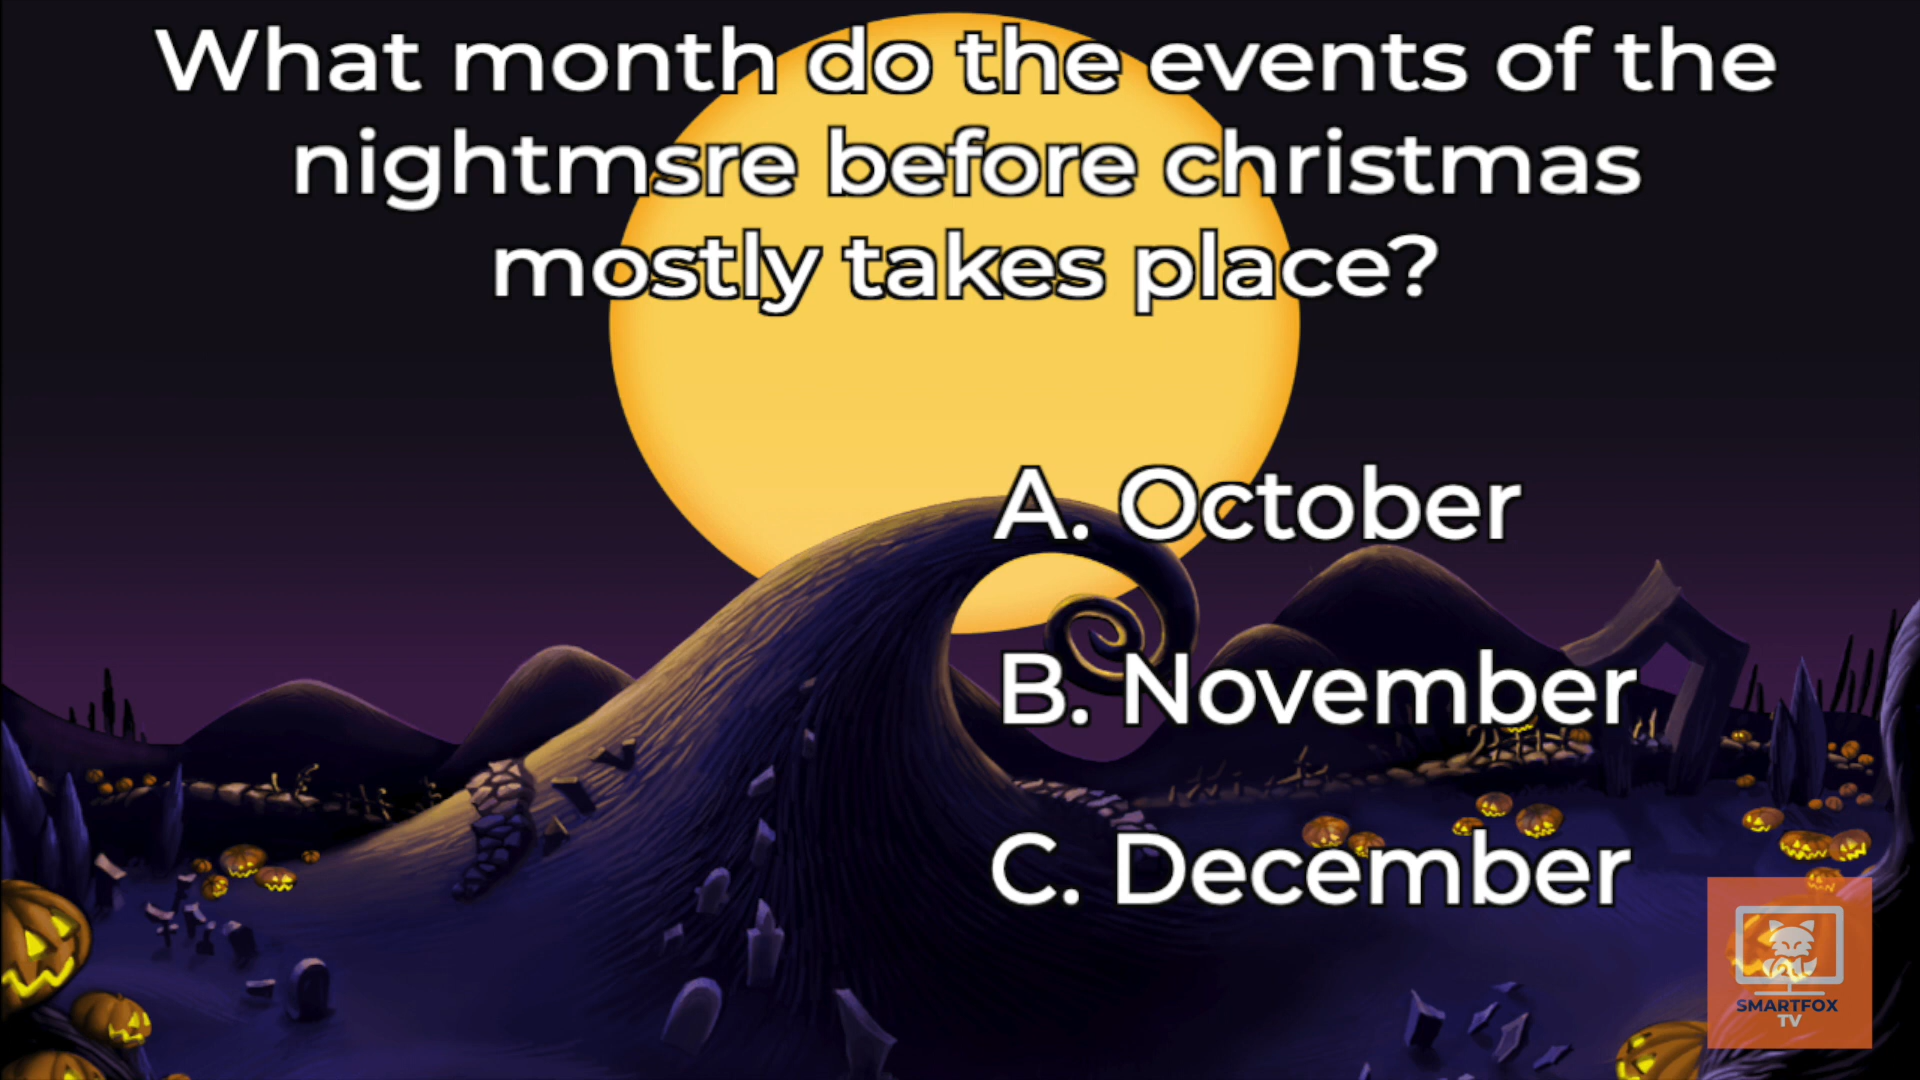 What month do the events of the
nightmsre before christmas
mostly takes place?
A. October
B. November
C. December
SMARTFOX
TV